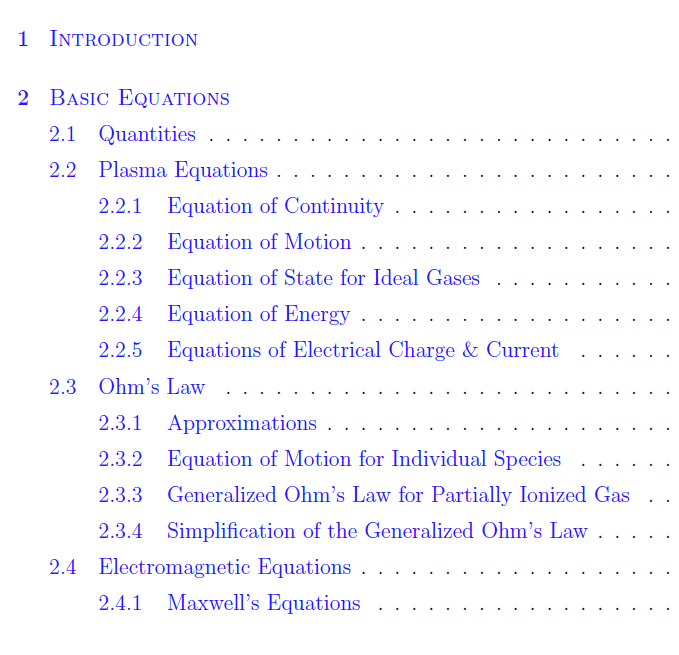 1 Introduction
2 Basic Equations
2.1 Quantities . . . . . . . . . . . . . . . . . . . . . . . . . . . .
2.2 Plasma Equations . . . . . . . . . . . . . . . . . . . . . . . .
2.2.1 Equation of Continuity . . . . . . . . . . . . . . . . .
2.2.2 Equation of Motion . . . . . . . . . . . . . . . . . . .
2.2.3 Equation of State for Ideal Gases . . . . . . . . . . .
2.2.4 Equation of Energy . . . . . . . . . . . . . . . . . . .
2.2.5 Equations of Electrical Charge & Current . . . . . .
2.3 Ohm's Law . . . . . . . . . . . . . . . . . . . . . . . . . . .
2.3.1 Approximations . . . . . . . . . . . . . . . . . . . . .
2.3.2 Equation of Motion for Individual Species . . . . . .
2.3.3 Generalized Ohm's Law for Partially Ionized Gas . .
2.3.4 Simplification of the Generalized Ohm's Law . . . . .
2.4 Electromagnetic Equations . . . . . . . . . . . . . . . . . . .
2.4.1 Maxwell's Equations . . . . . . . . . . . . . . . . . .